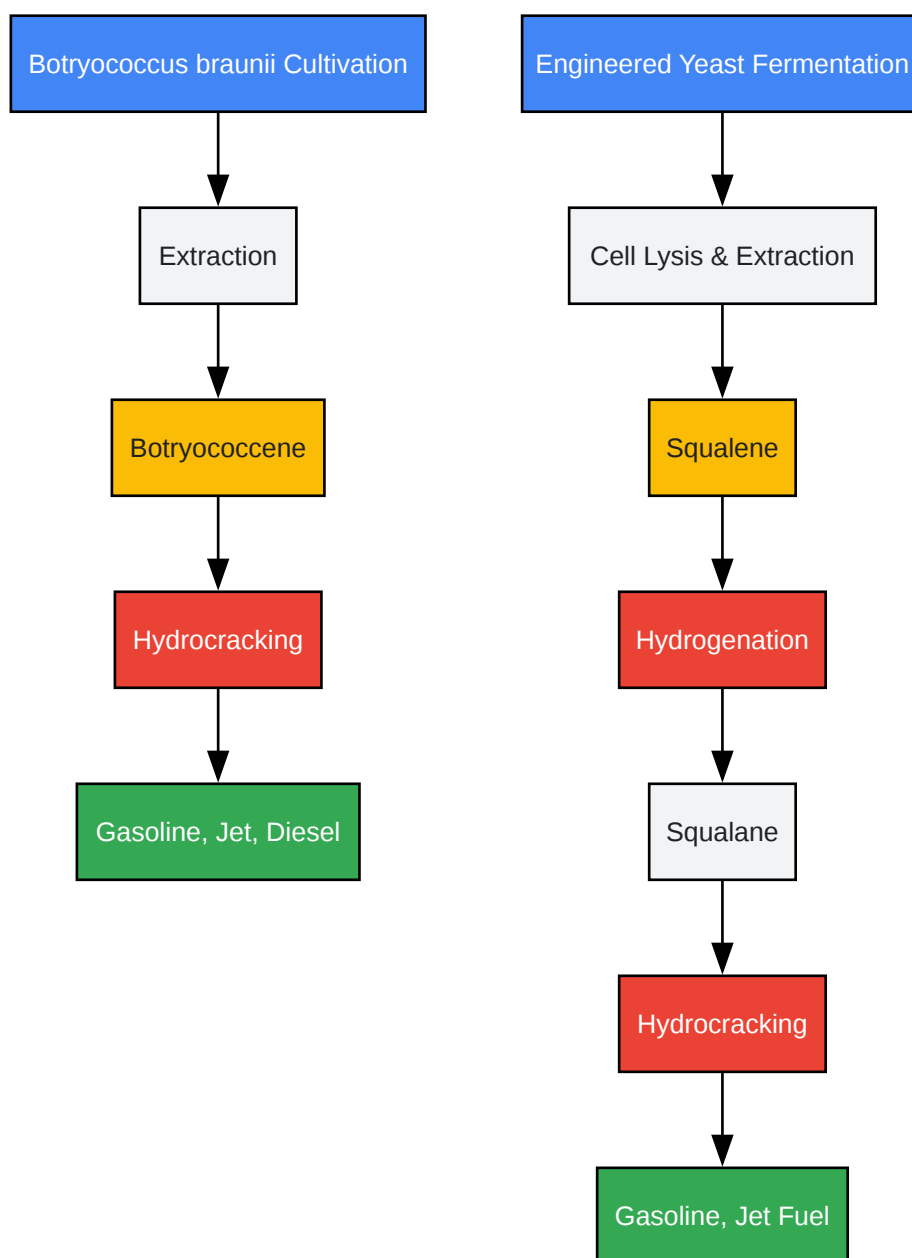 Botryococcus braunii Cultivation
Extraction
Botryococcene
Hydrocracking
Gasoline, Jet, Diesel
Engineered Yeast Fermentation
Cell Lysis & Extraction
Squalene
Hydrogenation
Squalane
Hydrocracking
Gasoline, Jet Fuel